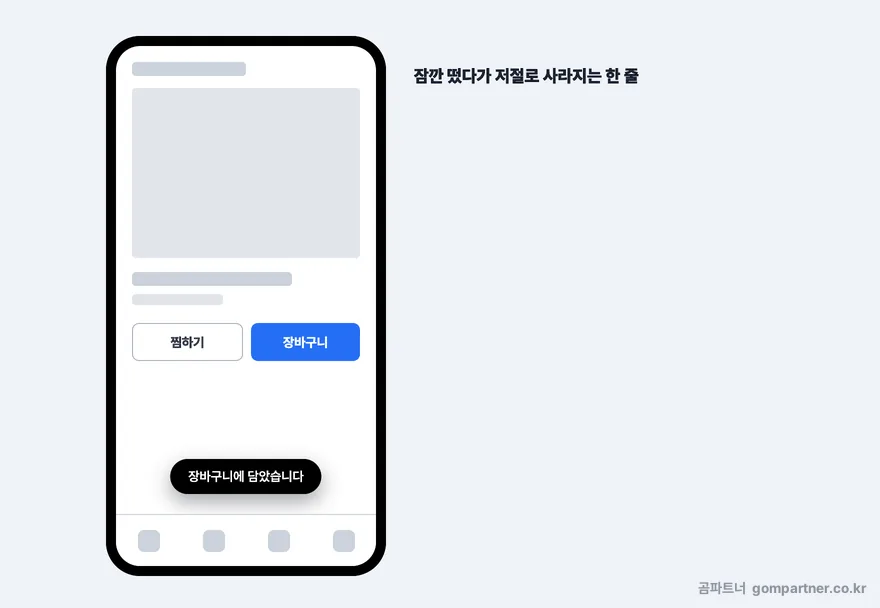 잠깐 떴다가 저절로 사라지는 한 줄
찜하기
장바구니
장바구니에 담았습니다
곰파트너 gompartner.co.kr